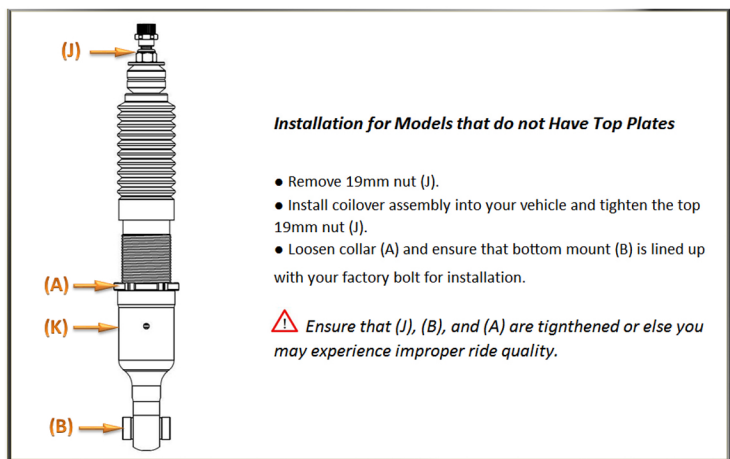 (J)
Installation for Models that do not Have Top Plates
● Remove 19mm nut (J).
● Install coilover assembly into your vehicle and tighten the top
19mm nut (J).
● Loosen collar (A) and ensure that bottom mount (B) is lined up
with your factory bolt for installation.
(A)
(K)
Ensure that (J), (B), and (A) are tignthened or else you
may experience improper ride quality.
(B)